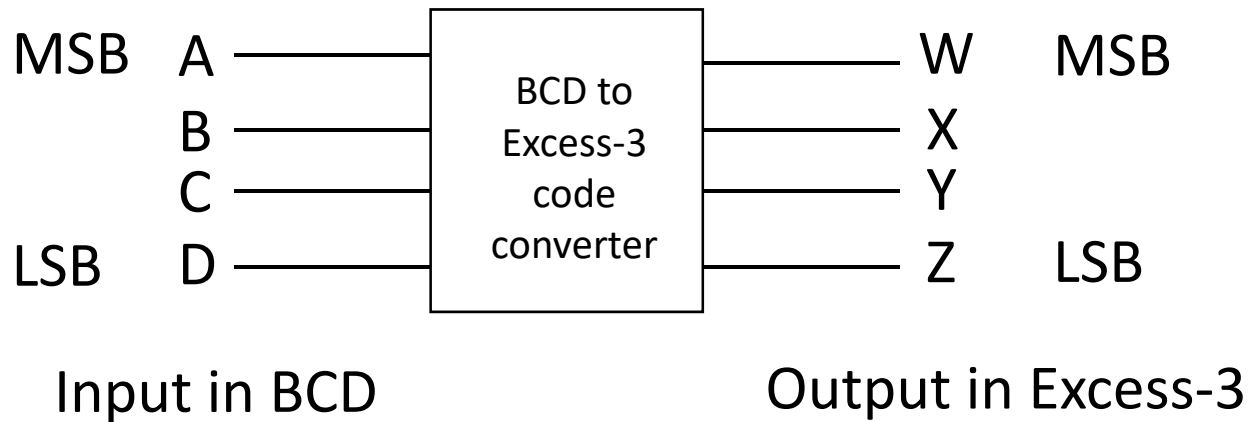 MSB A
B
C
LSB D
BCD to
Excess-3
code
converter
W MSB
X
Y
Z LSB
Input in BCD
Output in Excess-3